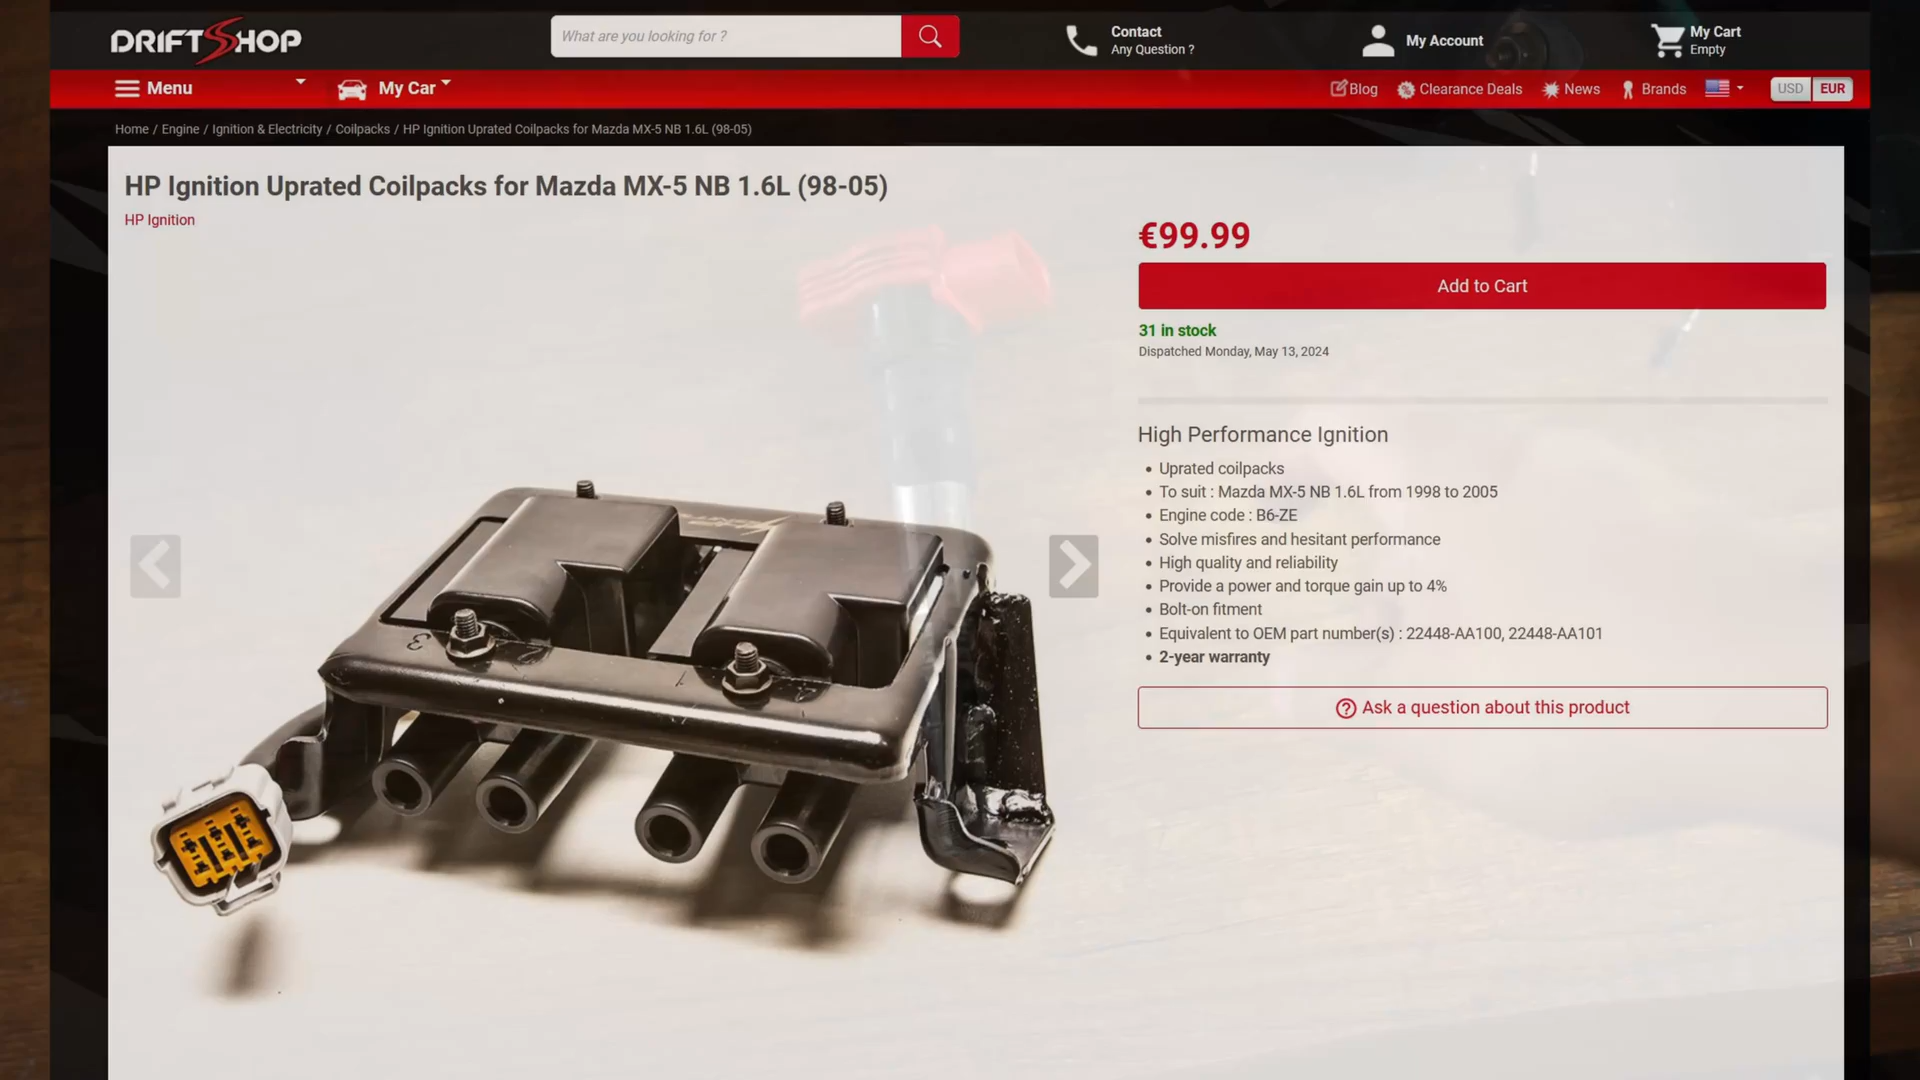 DRIFTSHOP
What are you looking for ?
Contact
Any Question ?
My Account
My Cart
Empty
Menu
My Car
Blog
Clearance Deals
News
Brands
USD
EUR
Home / Engine / Ignition & Electricity / Coilpacks / HP Ignition Uprated Coilpacks for Mazda MX-5 NB 1.6L (98-05)
HP Ignition Uprated Coilpacks for Mazda MX-5 NB 1.6L (98-05)
HP Ignition
€99.99
Add to Cart
31 in stock
Dispatched Monday, May 13, 2024
High Performance Ignition
Uprated coilpacks
To suit : Mazda MX-5 NB 1.6L from 1998 to 2005
Engine code : B6-ZE
Solve misfires and hesitant performance
High quality and reliability
Provide a power and torque gain up to 4%
Bolt-on fitment
Equivalent to OEM part number(s) : 22448-AA100, 22448-AA101
2-year warranty
Ask a question about this product
3
1